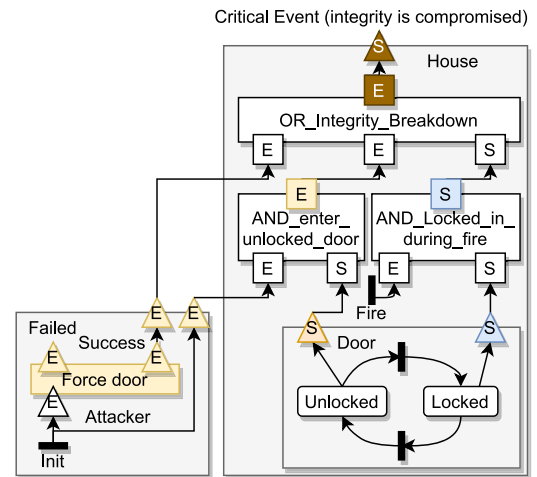 Critical Event (integrity is compromised)
S
House
E
OR_Integrity_Breakdown
E
E
S
E
S
AND_enter_
unlocked_door
AND_Locked_in_
during_fire
E
S
E
S
Fire
E
E
S
Door
S
Failed
Success
E
E
Force door
E
Attacker
Init
Unlocked
Locked